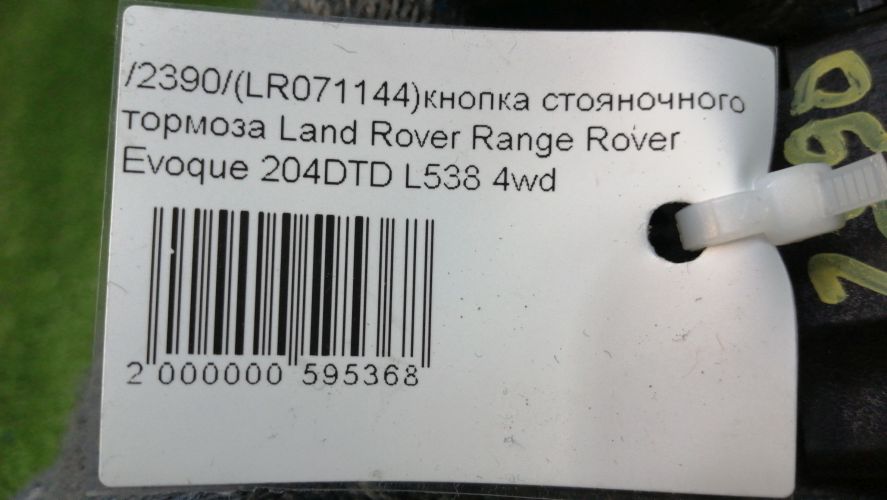 /2390/(LR071144)кнопка стояночного
тормоза Land Rover Range Rover
Evoque 204DTD L538 4wd
2 000000 595368